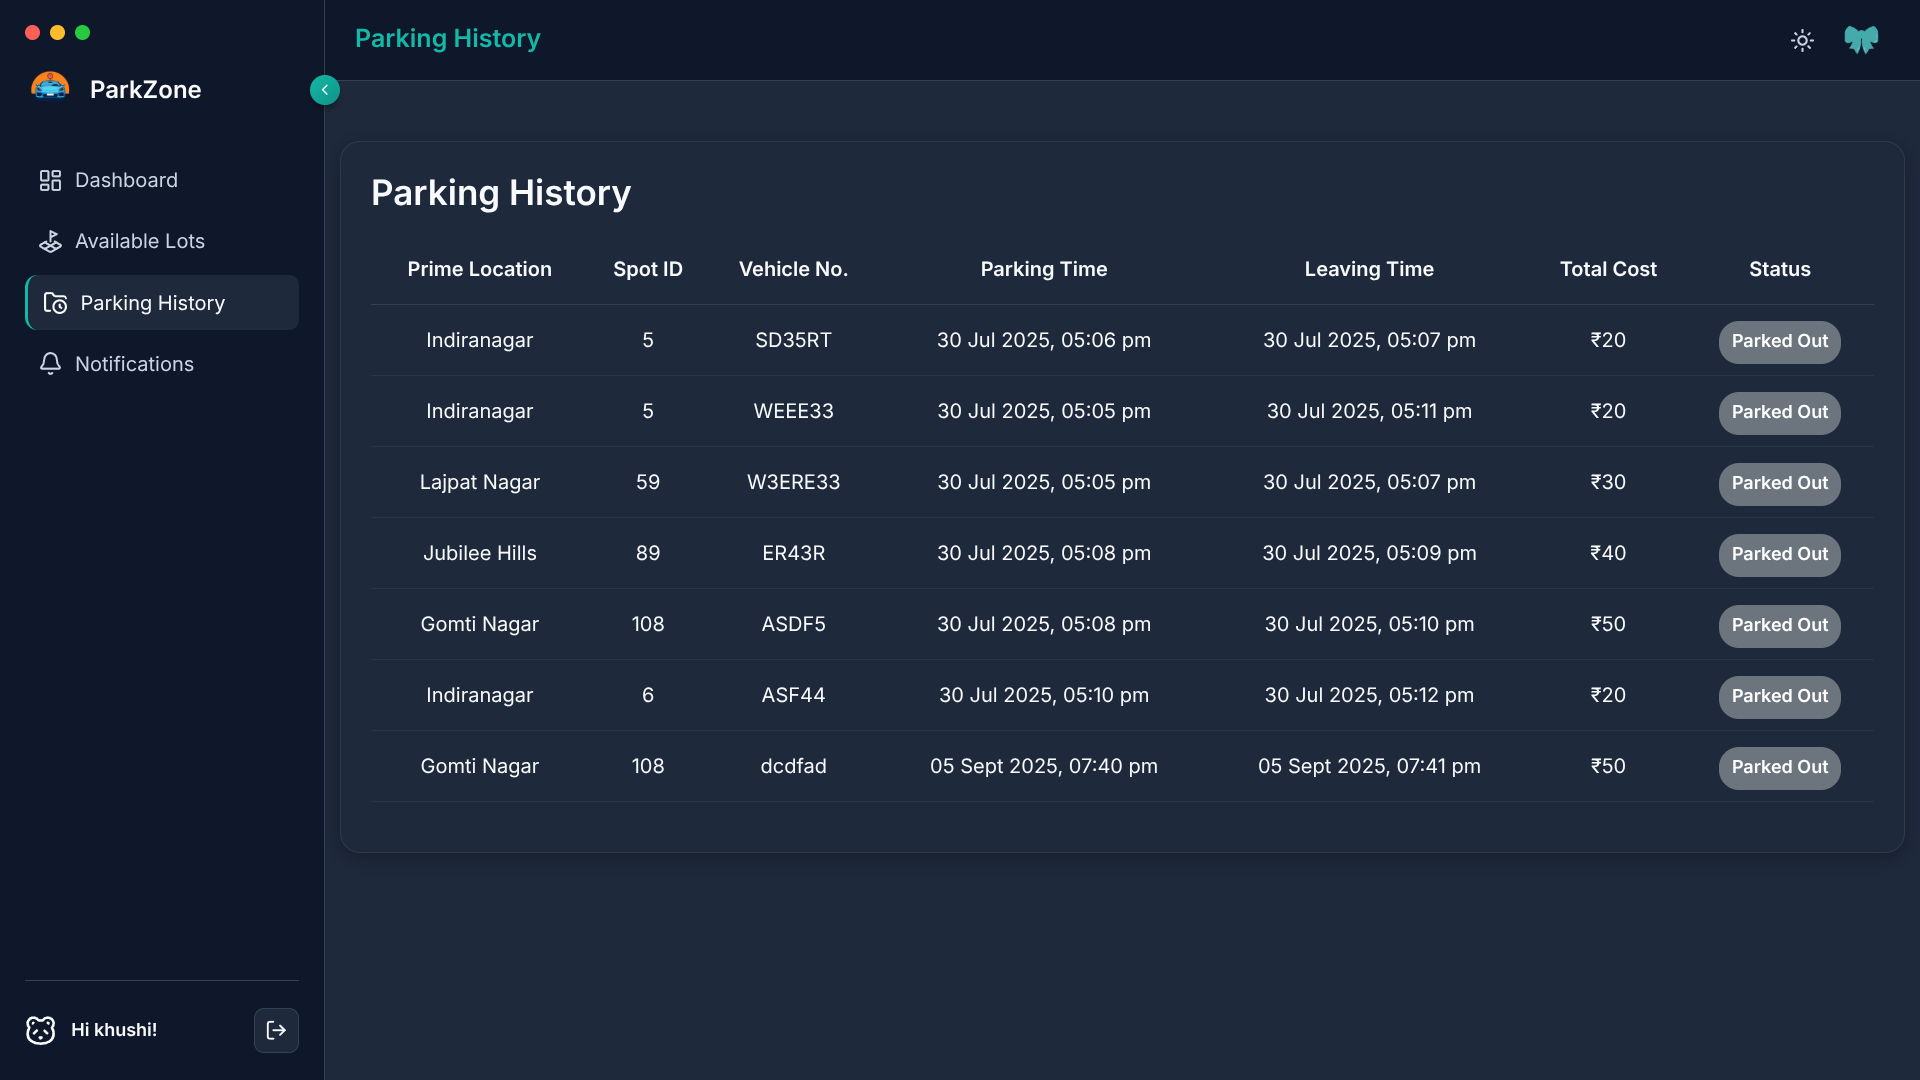 Parking History
ParkZone
Dashboard
Available Lots
Parking History
Notifications
Parking History
Prime Location Spot ID Vehicle No. Parking Time Leaving Time Total Cost Status
Indiranagar 5 SD35RT 30 Jul 2025, 05:06 pm 30 Jul 2025, 05:07 pm ₹20 Parked Out
Indiranagar 5 WEEE33 30 Jul 2025, 05:05 pm 30 Jul 2025, 05:11 pm ₹20 Parked Out
Lajpat Nagar 59 W3ERE33 30 Jul 2025, 05:05 pm 30 Jul 2025, 05:07 pm ₹30 Parked Out
Jubilee Hills 89 ER43R 30 Jul 2025, 05:08 pm 30 Jul 2025, 05:09 pm ₹40 Parked Out
Gomti Nagar 108 ASDF5 30 Jul 2025, 05:08 pm 30 Jul 2025, 05:10 pm ₹50 Parked Out
Indiranagar 6 ASF44 30 Jul 2025, 05:10 pm 30 Jul 2025, 05:12 pm ₹20 Parked Out
Gomti Nagar 108 dcdfad 05 Sept 2025, 07:40 pm 05 Sept 2025, 07:41 pm ₹50 Parked Out
Hi khushi!